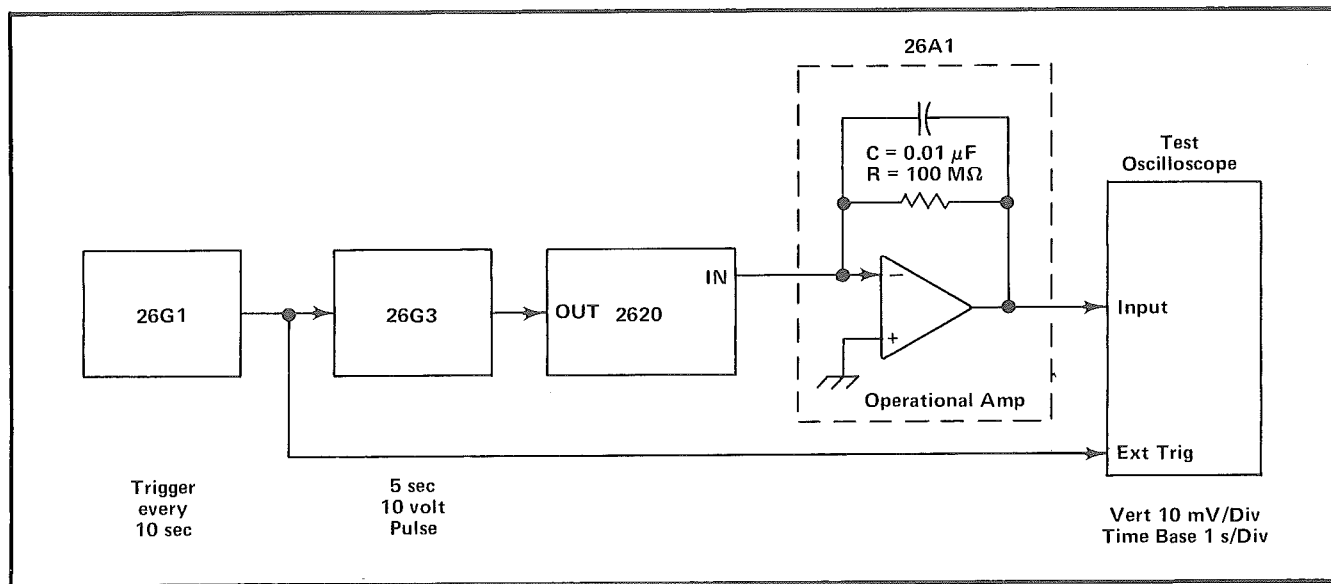 26A1
C = 0.01 μF
R = 100 MΩ
Test
Oscilloscope
26G1
26G3
OUT 2620
IN
−
+
Operational Amp
Input
Ext Trig
Trigger
every
10 sec
5 sec
10 volt
Pulse
Vert 10 mV/Div
Time Base 1 s/Div